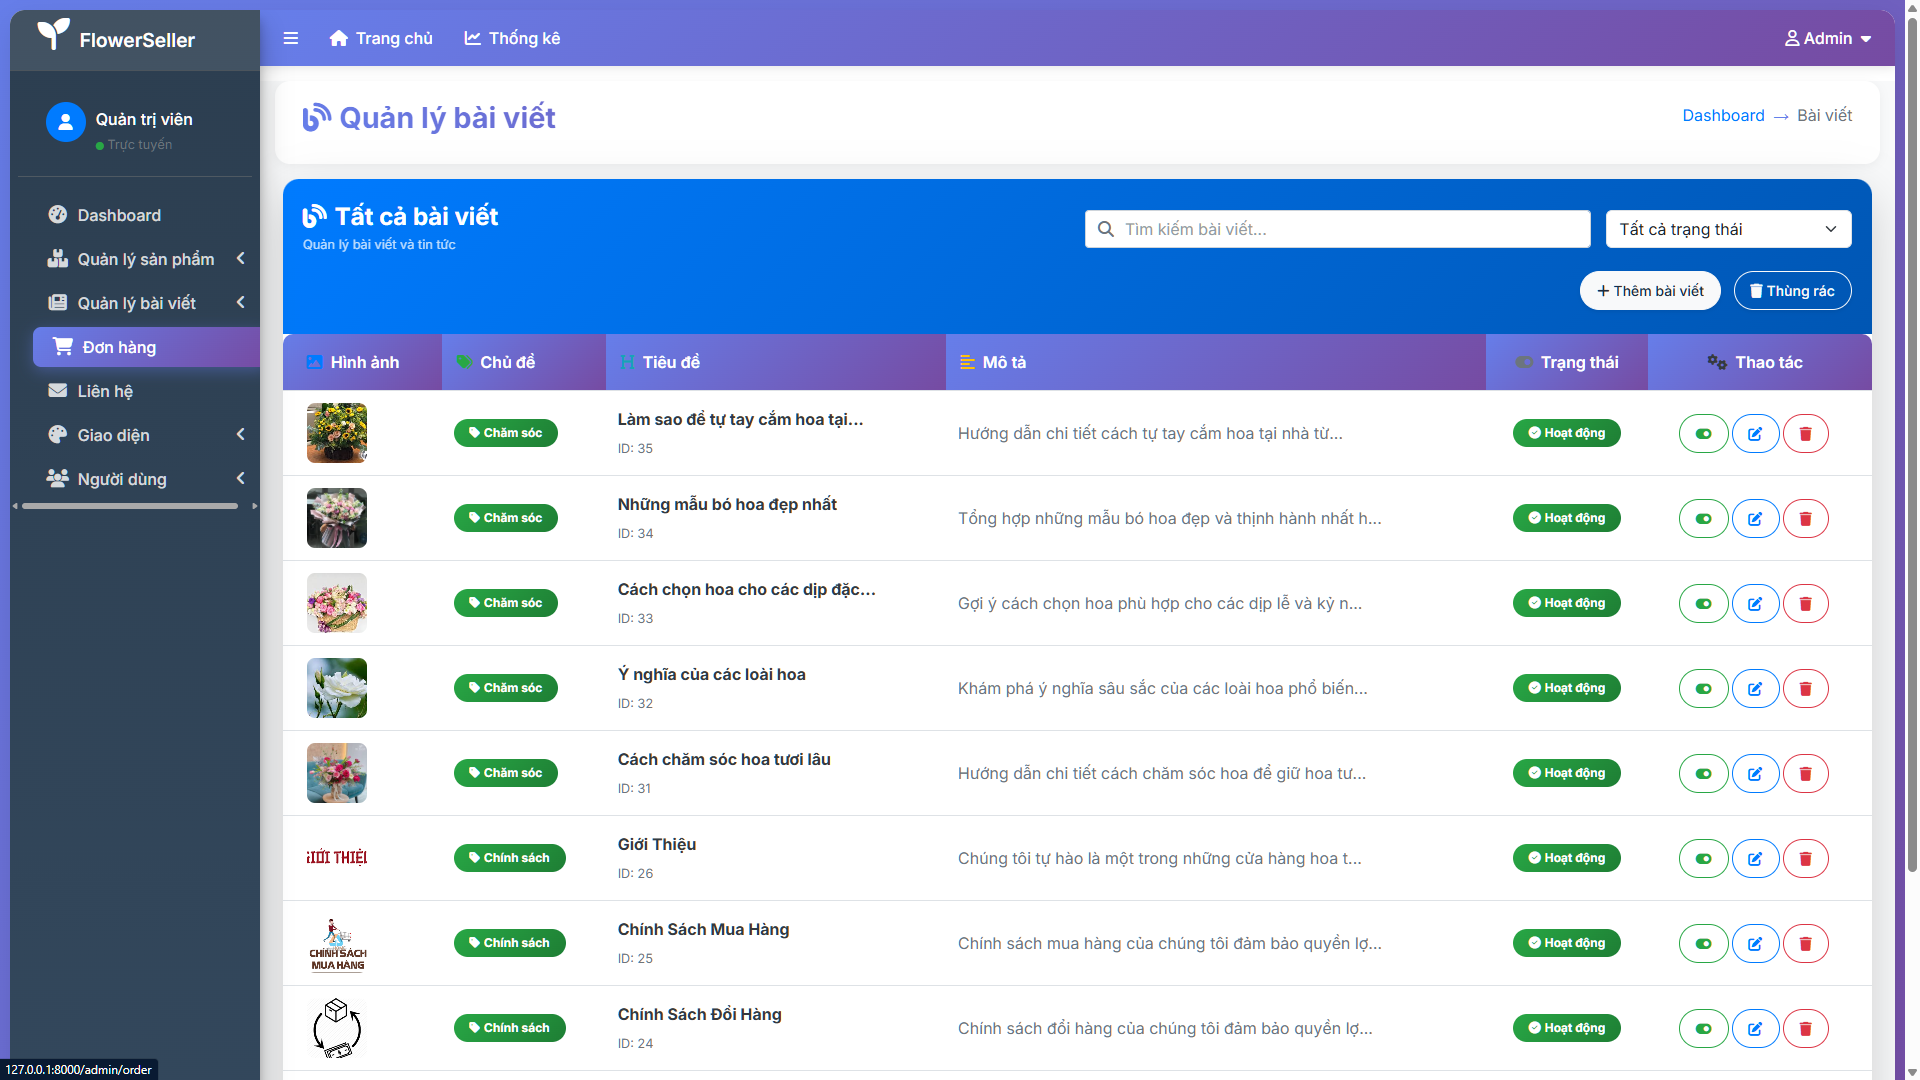 FlowerSeller
Trang chủ
Thống kê
Admin
Quản trị viên
Trực tuyến
Dashboard
Quản lý sản phẩm
Quản lý bài viết
Đơn hàng
Liên hệ
Giao diện
Người dùng
Quản lý bài viết
Dashboard → Bài viết
Tất cả bài viết
Quản lý bài viết và tin tức
Tìm kiếm bài viết...
Tất cả trạng thái
Thêm bài viết
Thùng rác
Hình ảnh Chủ đề Tiêu đề Mô tả Trạng thái Thao tác
Chăm sóc
Làm sao để tự tay cắm hoa tại...
ID: 35
Hướng dẫn chi tiết cách tự tay cắm hoa tại nhà từ...
Hoạt động
Chăm sóc
Những mẫu bó hoa đẹp nhất
ID: 34
Tổng hợp những mẫu bó hoa đẹp và thịnh hành nhất h...
Hoạt động
Chăm sóc
Cách chọn hoa cho các dịp đặc...
ID: 33
Gợi ý cách chọn hoa phù hợp cho các dịp lễ và kỷ n...
Hoạt động
Chăm sóc
Ý nghĩa của các loài hoa
ID: 32
Khám phá ý nghĩa sâu sắc của các loài hoa phổ biến...
Hoạt động
Chăm sóc
Cách chăm sóc hoa tươi lâu
ID: 31
Hướng dẫn chi tiết cách chăm sóc hoa để giữ hoa tư...
Hoạt động
GIỚI THIỆU
Chính sách
Giới Thiệu
ID: 26
Chúng tôi tự hào là một trong những cửa hàng hoa t...
Hoạt động
CHÍNH SÁCH
MUA HÀNG
Chính sách
Chính Sách Mua Hàng
ID: 25
Chính sách mua hàng của chúng tôi đảm bảo quyền lợ...
Hoạt động
Chính sách
Chính Sách Đổi Hàng
ID: 24
Chính sách đổi hàng của chúng tôi đảm bảo quyền lợ...
Hoạt động
127.0.0.1:8000/admin/order